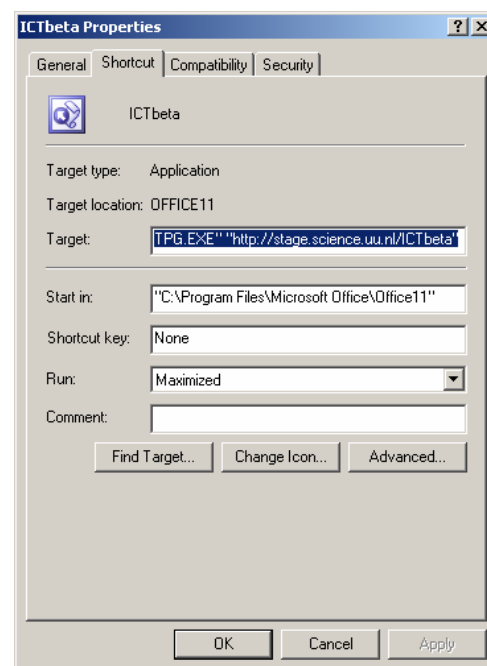 ICTbeta Properties
General Shortcut Compatibility Security
ICTbeta
Target type: Application
Target location: OFFICE11
Target: TPG.EXE" "http://stage.science.uu.nl/ICTbeta"
Start in: "C:\Program Files\Microsoft Office\Office11"
Shortcut key: None
Run: Maximized
Comment:
Find Target... Change Icon... Advanced...
OK Cancel Apply